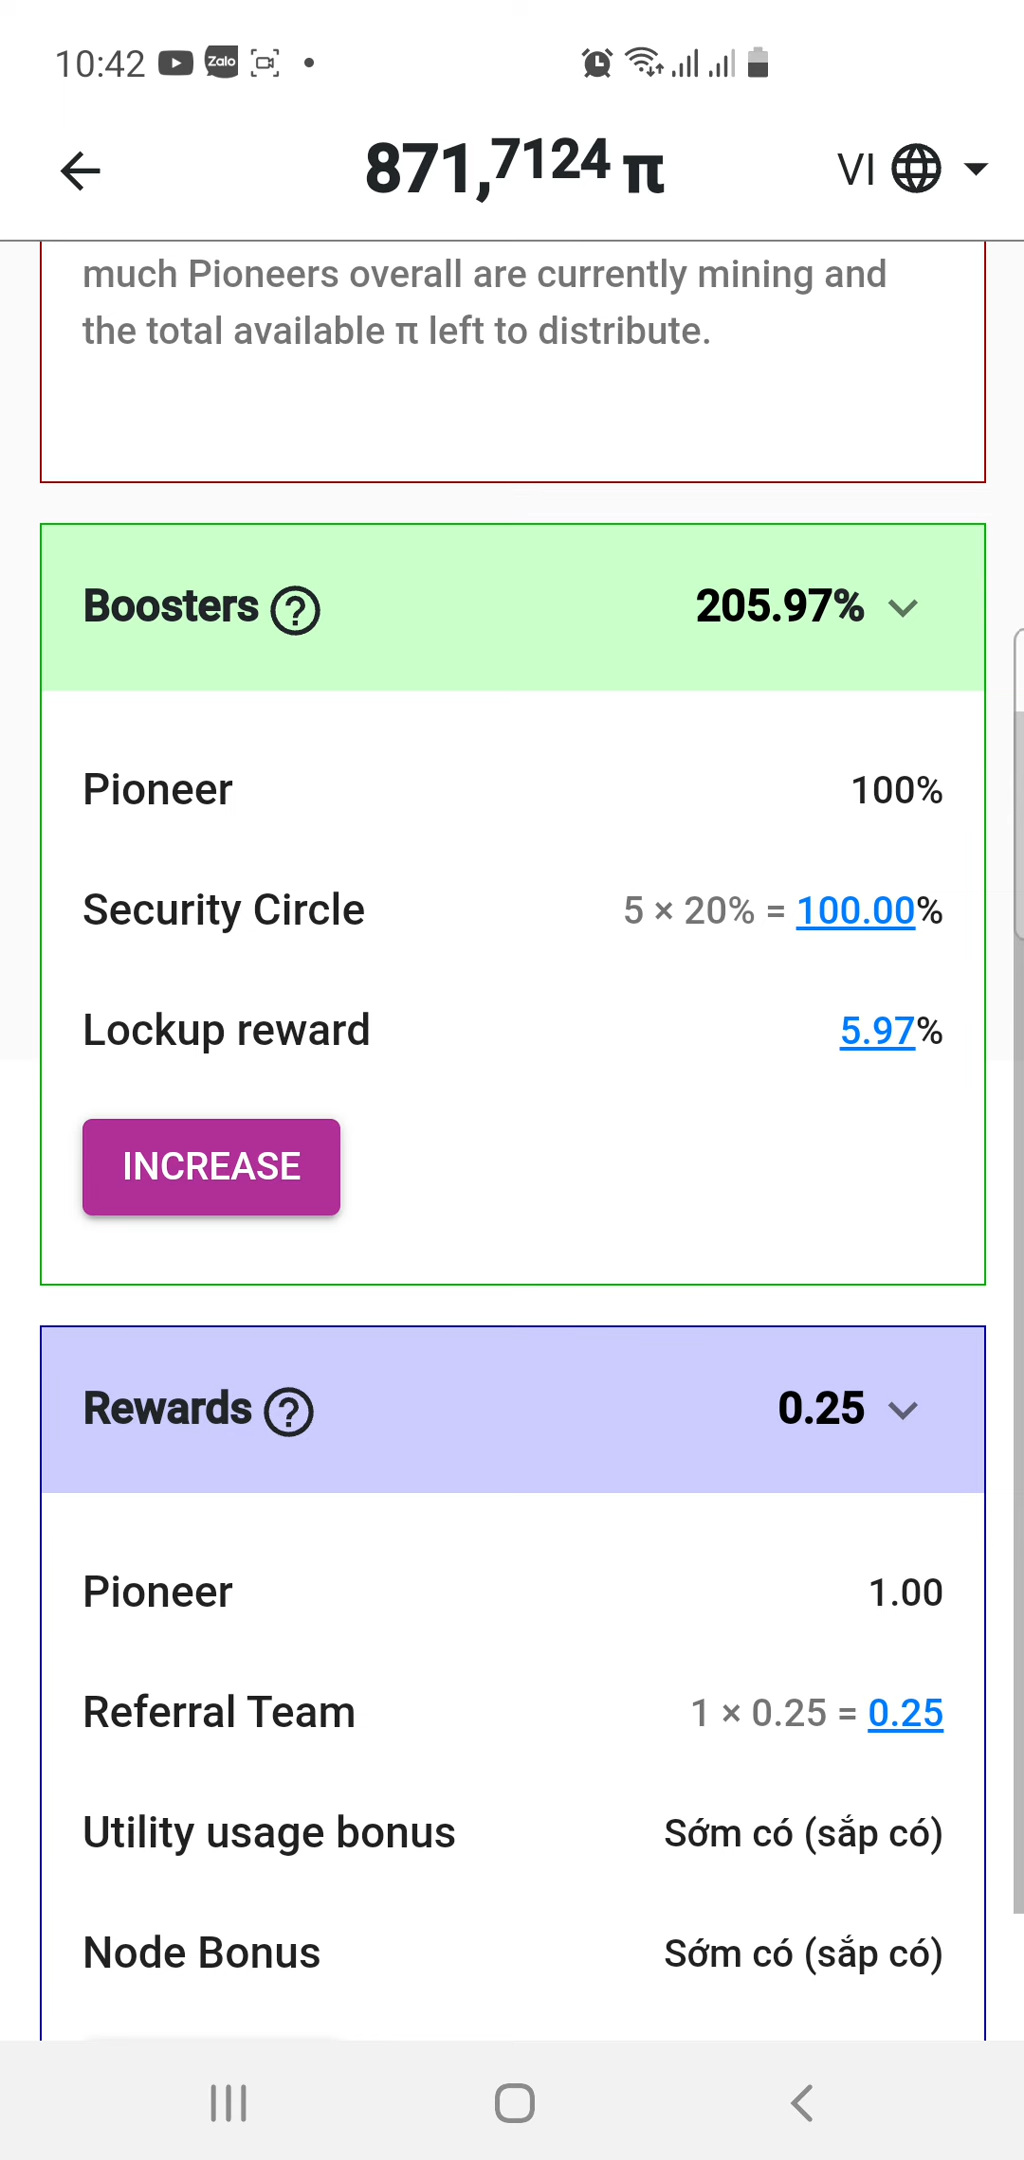 10:42 Zalo
871,7124 π VI
much Pioneers overall are currently mining and
the total available π left to distribute.
Boosters ? 205.97%
Pioneer 100%
Security Circle 5 × 20% = 100.00%
Lockup reward 5.97%
INCREASE
Rewards ? 0.25
Pioneer 1.00
Referral Team 1 × 0.25 = 0.25
Utility usage bonus Sớm có (sắp có)
Node Bonus Sớm có (sắp có)